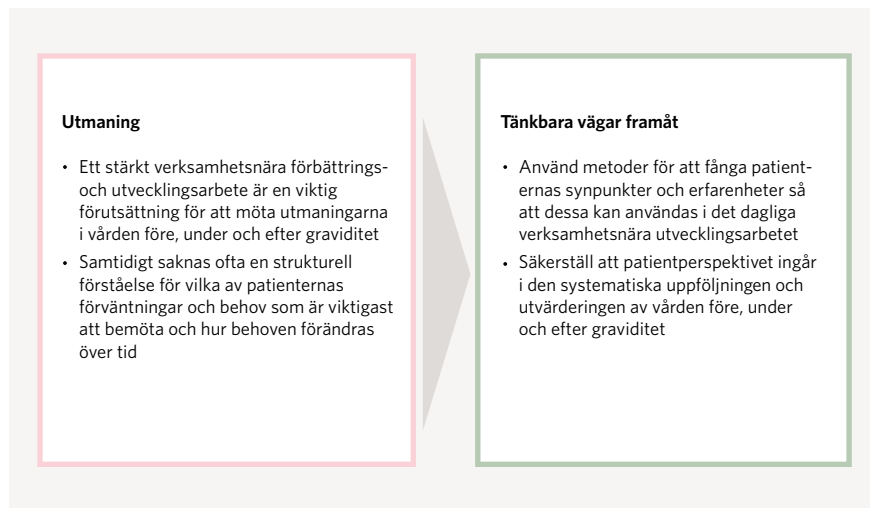 Utmaning
• Ett stärkt verksamhetsnära förbättrings-
och utvecklingsarbete är en viktig
förutsättning för att möta utmaningarna
i vården före, under och efter graviditet
• Samtidigt saknas ofta en strukturell
förståelse för vilka av patienternas
förväntningar och behov som är viktigast
att bemöta och hur behoven förändras
över tid
Tänkbara vägar framåt
• Använd metoder för att fånga patient-
ernas synpunkter och erfarenheter så
att dessa kan användas i det dagliga
verksamhetsnära utvecklingsarbetet
• Säkerställ att patientperspektivet ingår
i den systematiska uppföljningen och
utvärderingen av vården före, under
och efter graviditet